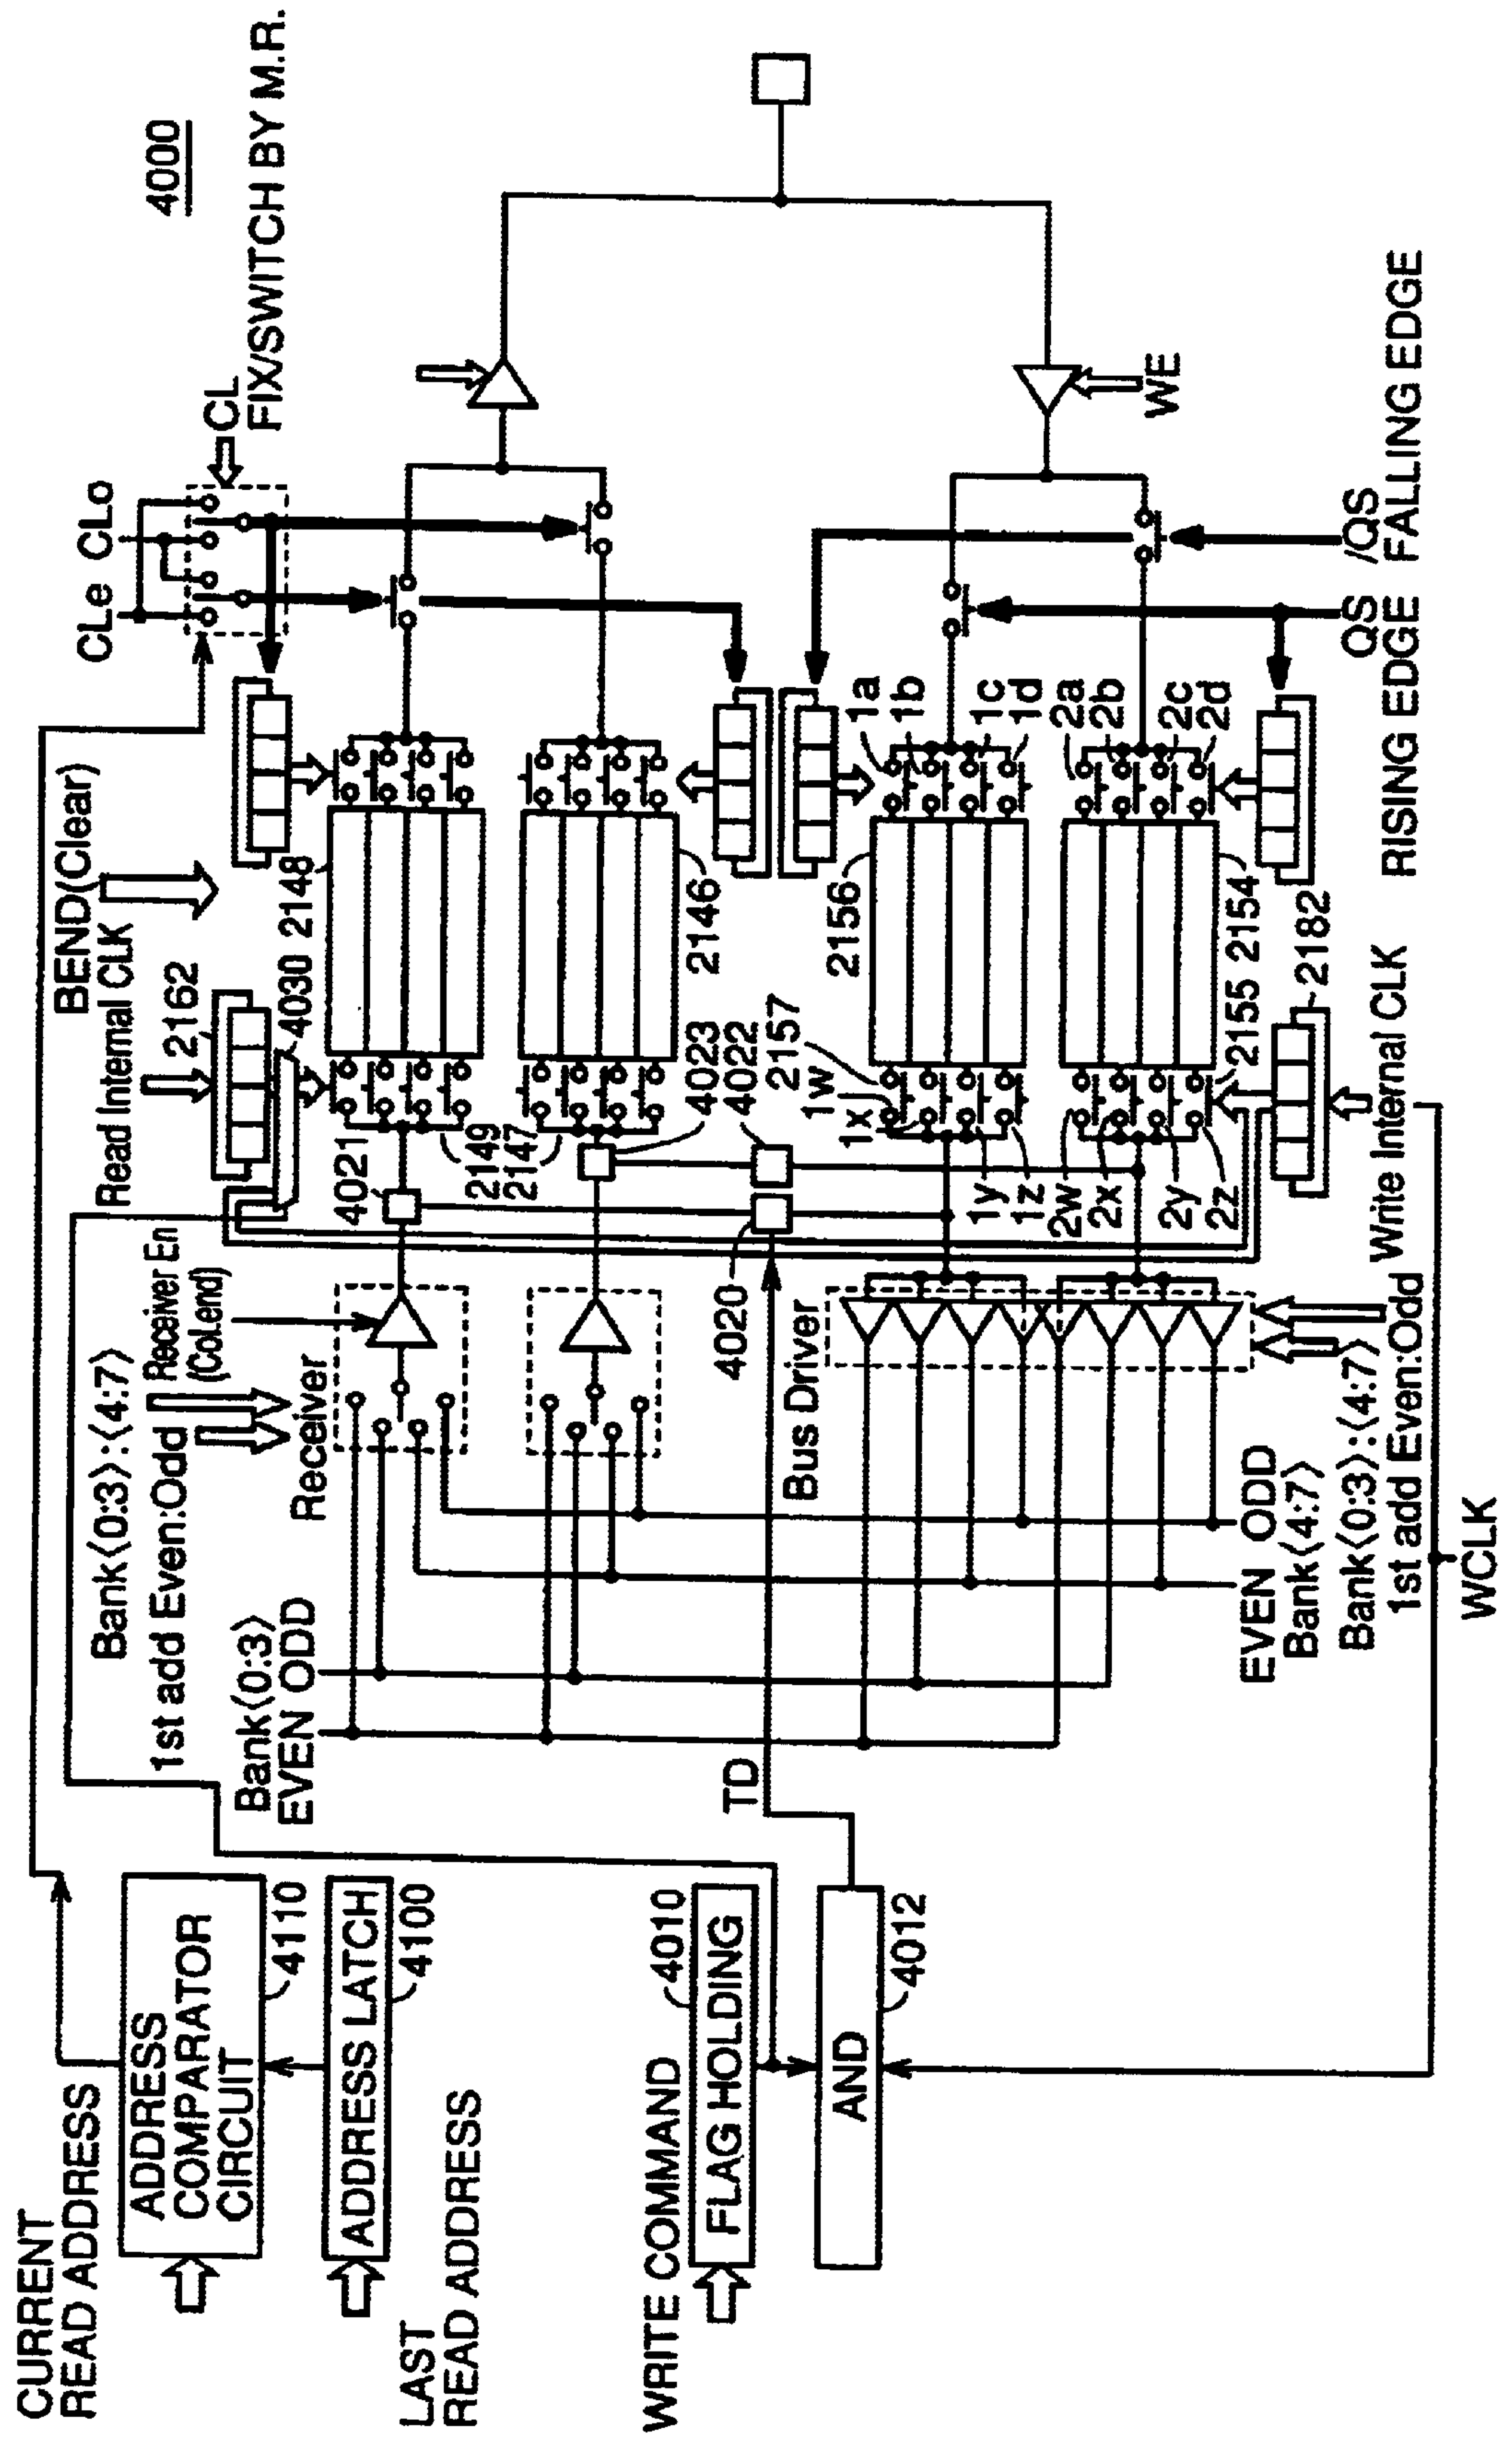 4000
CURRENT
READ ADDRESS
ADDRESS
COMPARATOR
CIRCUIT
4110
ADDRESS LATCH
4100
LAST
READ ADDRESS
WRITE COMMAND
FLAG HOLDING
4010
AND
4012
TD
Bank⟨0:3⟩:⟨4:7⟩
1st add Even:Odd
Bank⟨0:3⟩
EVEN ODD
Receiver En
(Col.end)
Receiver
Read Internal CLK
BEND(Clear)
2162
4030
2148
4021
2149
2147
2146
4023
4022
4020
CLe CLo
CL
FIX/SWITCH BY M.R.
Bus Driver
2157
2156
1w
1x
1y
1z
2w
2x
2y
2z
1a
1b
1c
1d
2a
2b
2c
2d
2155
2154
2182
WE
QS
RISING EDGE
/QS
FALLING EDGE
Write Internal CLK
EVEN ODD
Bank⟨4:7⟩
Bank⟨0:3⟩:⟨4:7⟩
1st add Even:Odd
WCLK